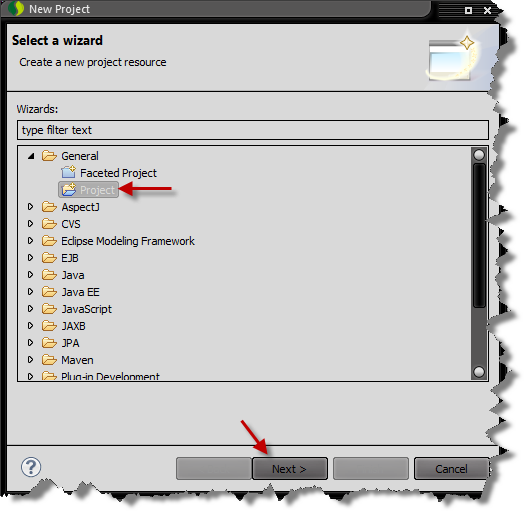 New Project
Select a wizard
Create a new project resource
Wizards:
type filter text
General
Faceted Project
Project
AspectJ
CVS
Eclipse Modeling Framework
EJB
Java
Java EE
JavaScript
JAXB
JPA
Maven
Plug-in Development
?
Next >
Cancel